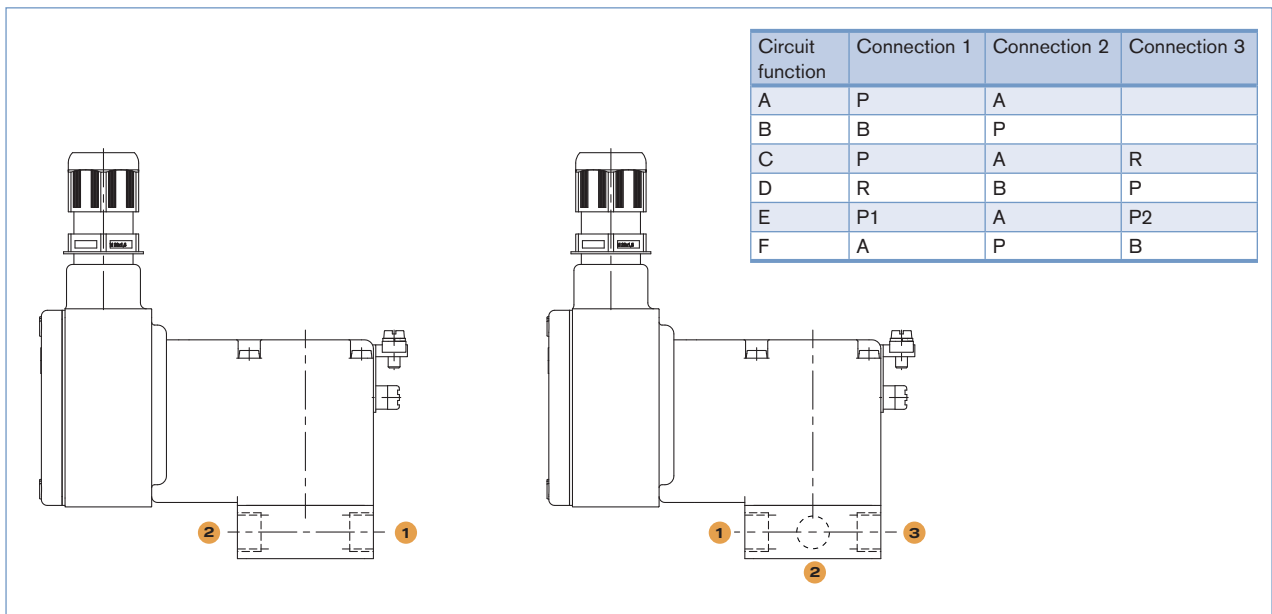 Circuit function Connection 1 Connection 2 Connection 3
A P A
B B P
C P A R
D R B P
E P1 A P2
F A P B
2 1
1 3
2